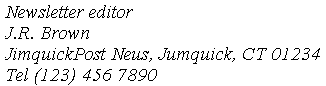 Newsletter editor
J.R. Brown
JimquickPost Neus, Jumquick, CT 01234
Tel (123) 456 7890